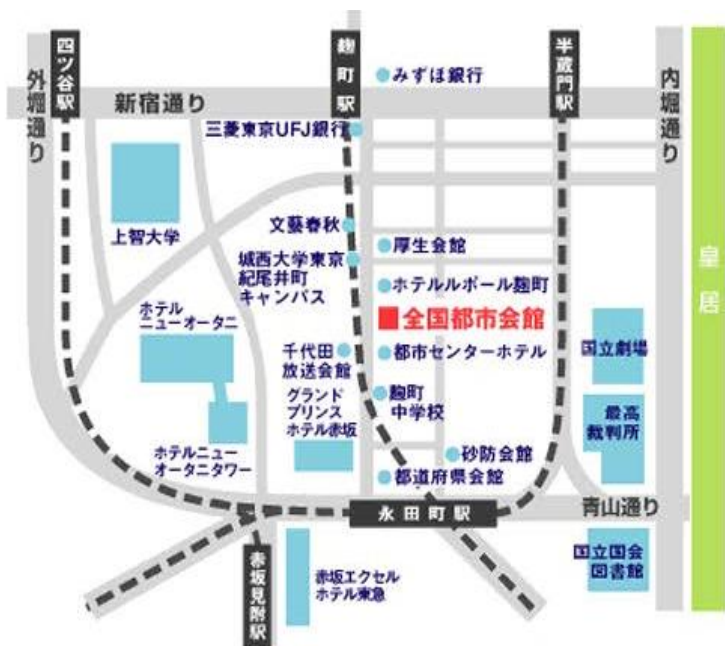 四ツ谷駅
麹町駅
半蔵門駅
外堀通り
新宿通り
みずほ銀行
内堀通り
三菱東京UFJ銀行
上智大学
文藝春秋
厚生会館
城西大学東京
紀尾井町
キャンパス
ホテルルポール麹町
皇居
ホテル
ニューオータニ
全国都市会館
千代田
放送会館
都市センターホテル
国立劇場
グランド
プリンス
ホテル赤坂
麹町
中学校
最高
裁判所
ホテルニュー
オータニタワー
砂防会館
都道府県会館
永田町駅
青山通り
赤坂見附駅
赤坂エクセル
ホテル東急
国立国会
図書館